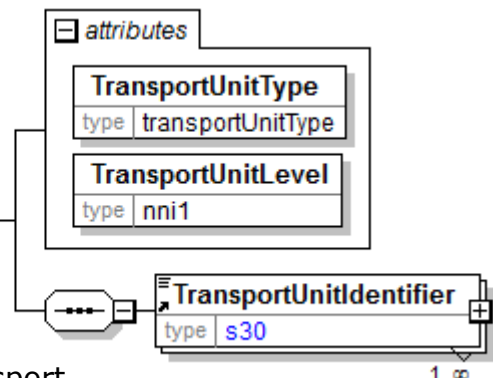 attributes
TransportUnitType
type transportUnitType
TransportUnitLevel
type nni1
TransportUnitIdentifier
type s30
1..∞